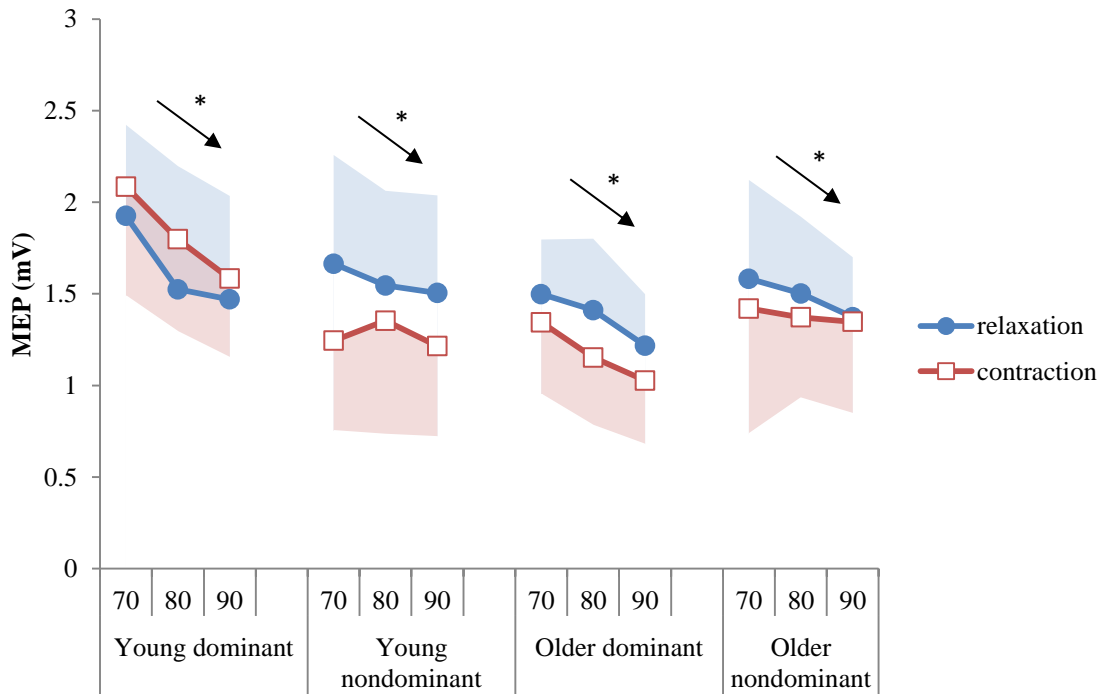 3
2.5
2
1.5
1
0.5
0
MEP (mV)
*
*
*
*
relaxation
contraction
70 80 90 70 80 90 70 80 90 70 80 90
Young dominant
Young
nondominant
Older dominant
Older
nondominant